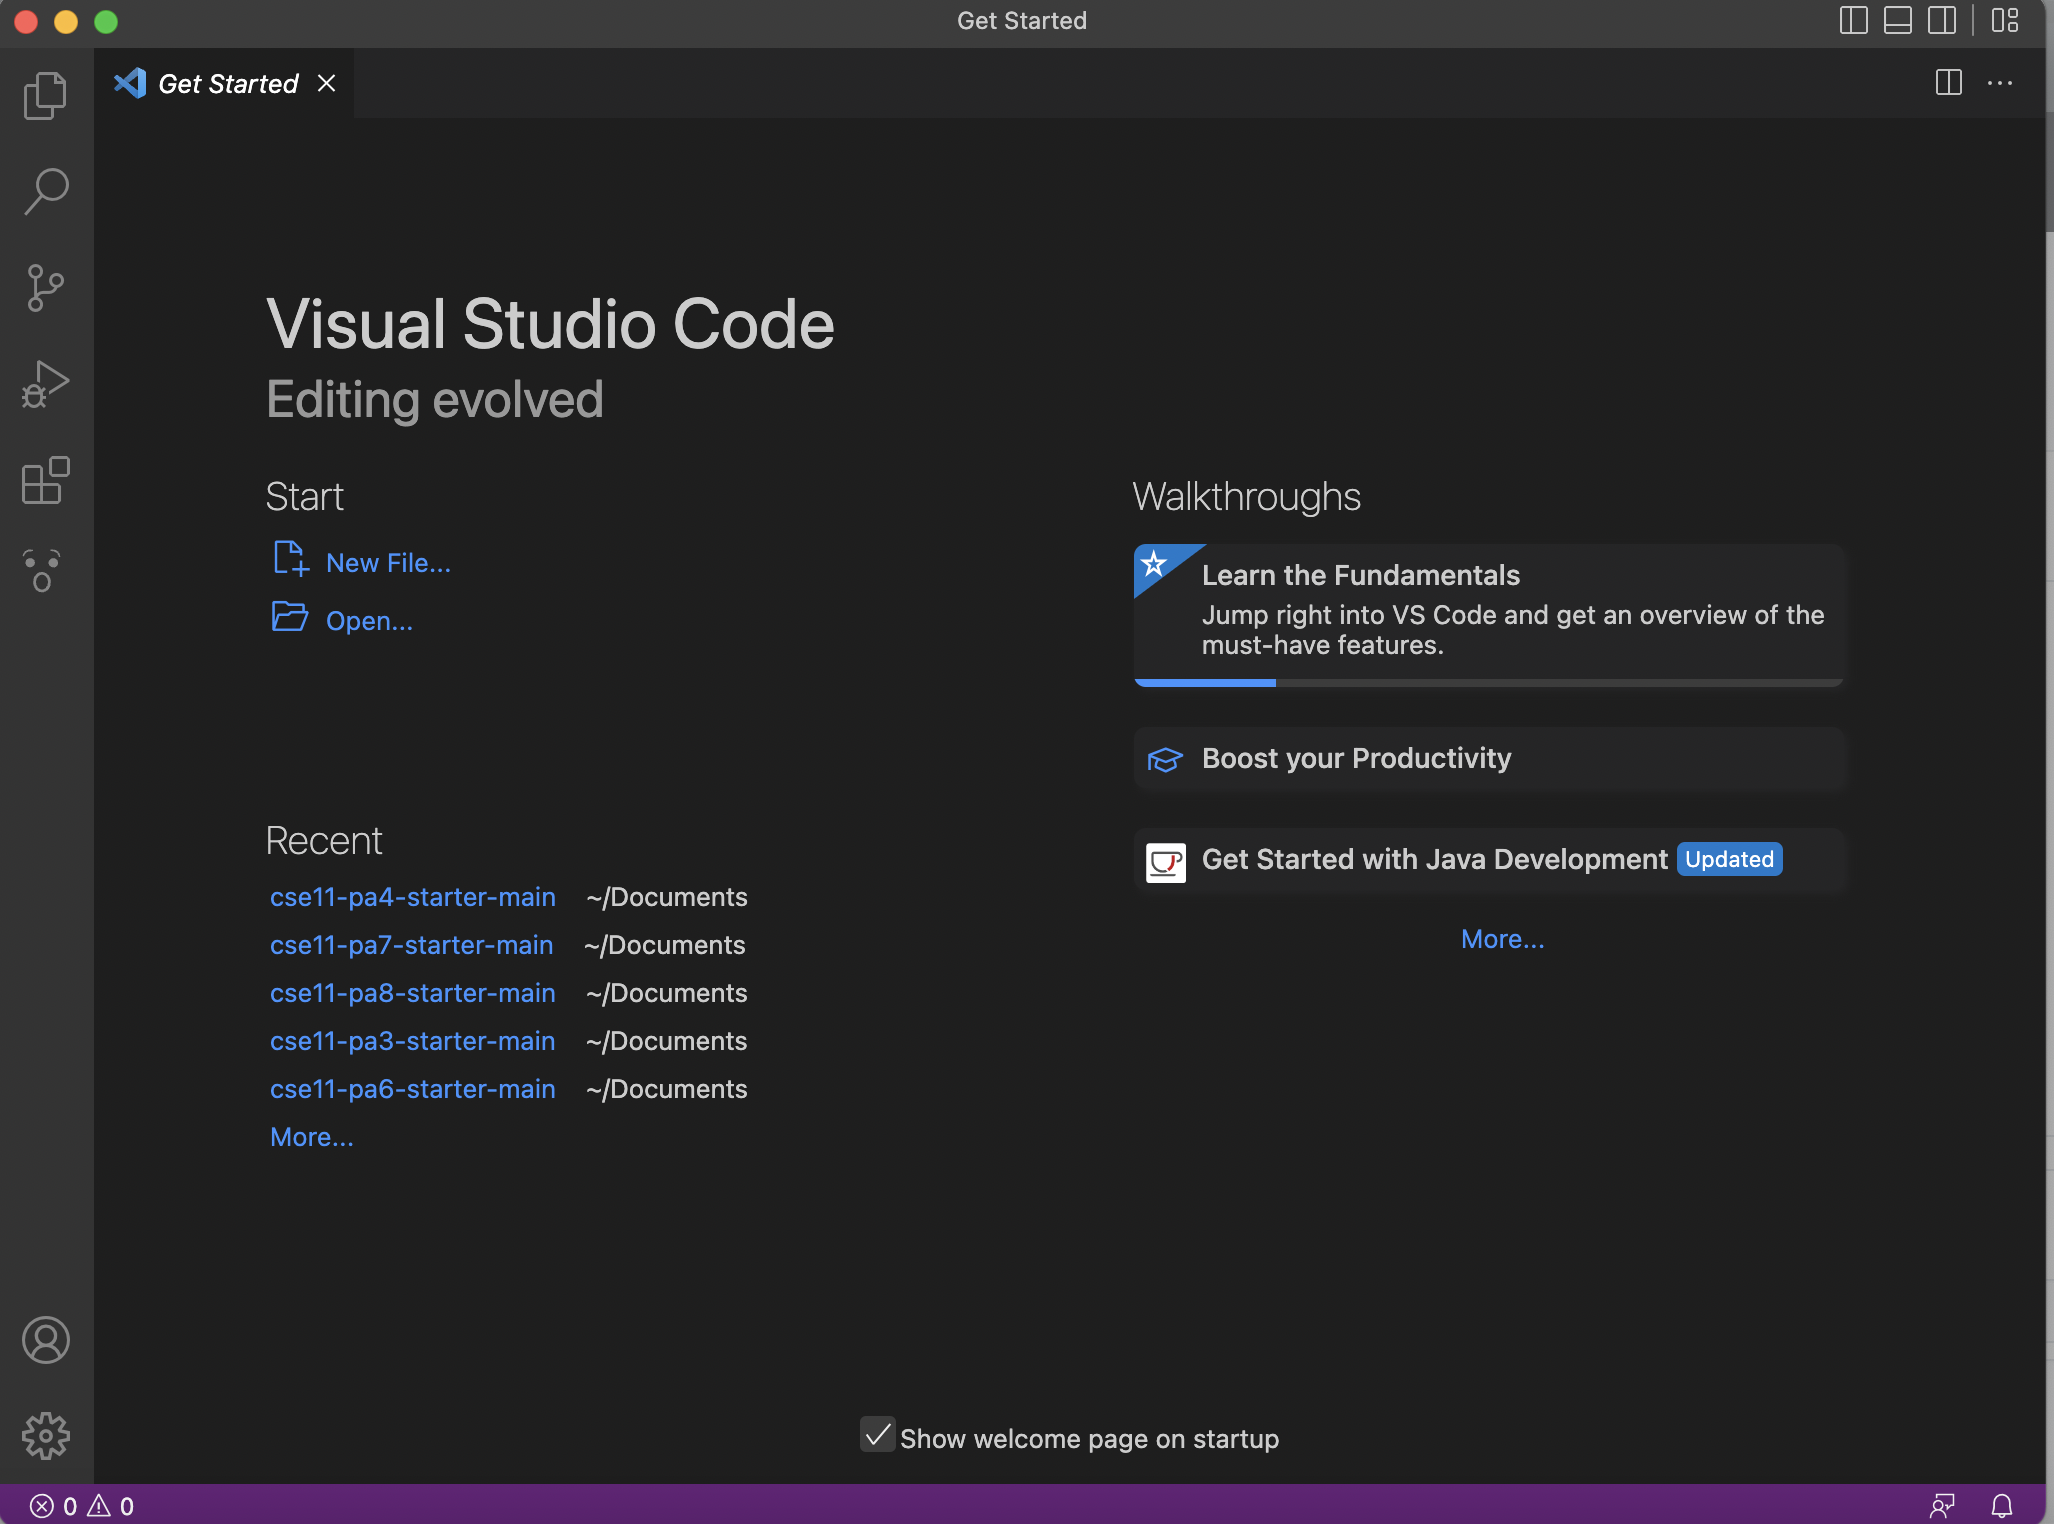 Get Started
Get Started
Visual Studio Code
Editing evolved
Start
New File...
Open...
Recent
cse11-pa4-starter-main ~/Documents
cse11-pa7-starter-main ~/Documents
cse11-pa8-starter-main ~/Documents
cse11-pa3-starter-main ~/Documents
cse11-pa6-starter-main ~/Documents
More...
Walkthroughs
Learn the Fundamentals
Jump right into VS Code and get an overview of the
must-have features.
Boost your Productivity
Get Started with Java Development Updated
More...
Show welcome page on startup
0 0